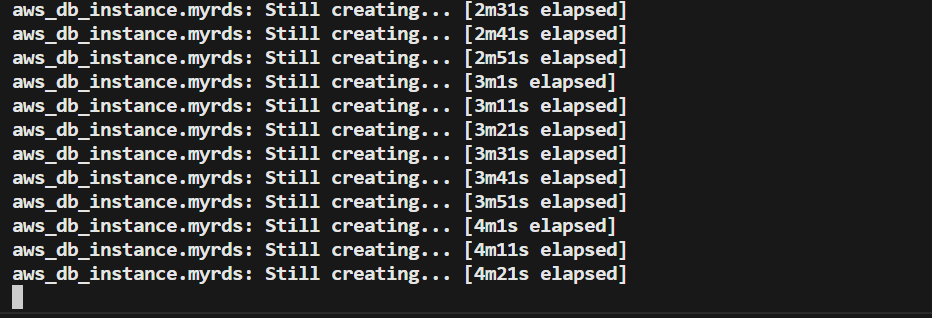 aws_db_instance.myrds: Still creating... [2m31s elapsed]
aws_db_instance.myrds: Still creating... [2m41s elapsed]
aws_db_instance.myrds: Still creating... [2m51s elapsed]
aws_db_instance.myrds: Still creating... [3m1s elapsed]
aws_db_instance.myrds: Still creating... [3m11s elapsed]
aws_db_instance.myrds: Still creating... [3m21s elapsed]
aws_db_instance.myrds: Still creating... [3m31s elapsed]
aws_db_instance.myrds: Still creating... [3m41s elapsed]
aws_db_instance.myrds: Still creating... [3m51s elapsed]
aws_db_instance.myrds: Still creating... [4m1s elapsed]
aws_db_instance.myrds: Still creating... [4m11s elapsed]
aws_db_instance.myrds: Still creating... [4m21s elapsed]